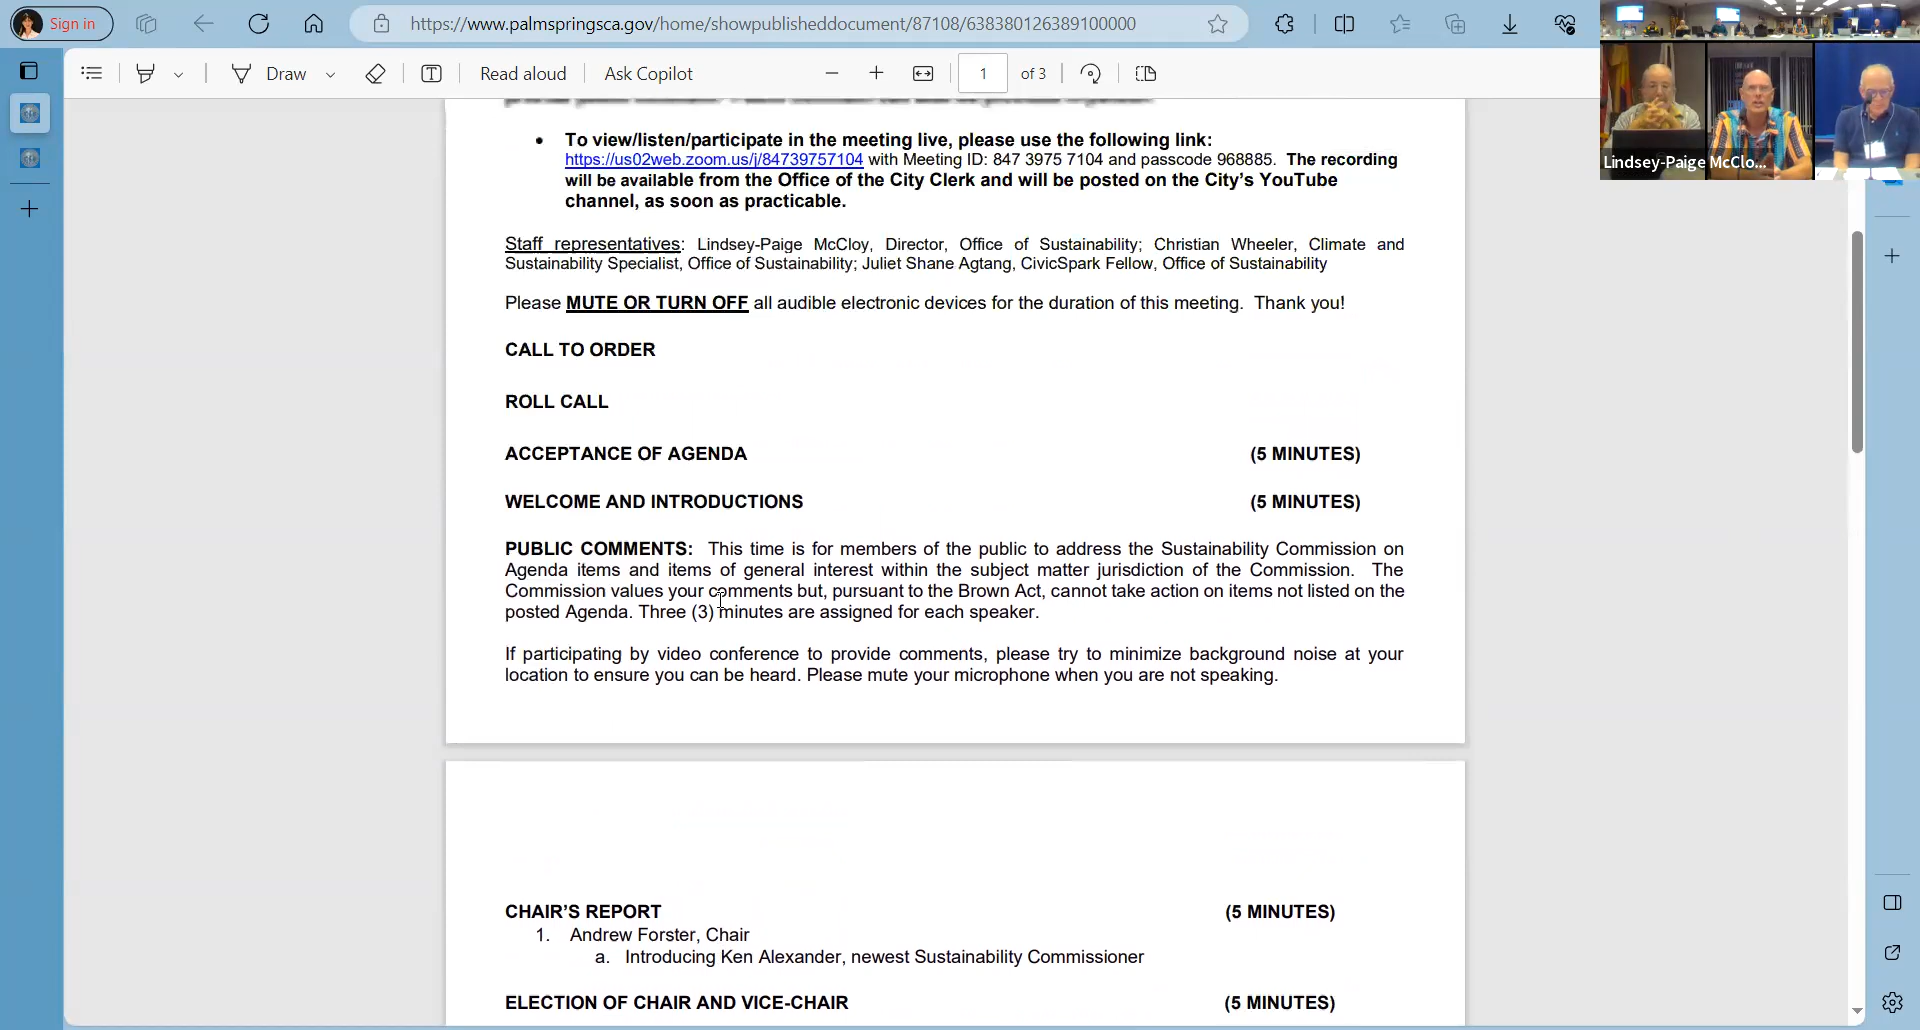 Sign in
https://www.palmspringsca.gov/home/showpublisheddocument/87108/638380126389100000
Draw
Read aloud
Ask Copilot
1
of 3
Lindsey-Paige McClo...
• To view/listen/participate in the meeting live, please use the following link:
https://us02web.zoom.us/j/84739757104 with Meeting ID: 847 3975 7104 and passcode 968885. The recording
will be available from the Office of the City Clerk and will be posted on the City’s YouTube
channel, as soon as practicable.
Staff representatives: Lindsey-Paige McCloy, Director, Office of Sustainability; Christian Wheeler, Climate and
Sustainability Specialist, Office of Sustainability; Juliet Shane Agtang, CivicSpark Fellow, Office of Sustainability
Please MUTE OR TURN OFF all audible electronic devices for the duration of this meeting. Thank you!
CALL TO ORDER
ROLL CALL
ACCEPTANCE OF AGENDA (5 MINUTES)
WELCOME AND INTRODUCTIONS (5 MINUTES)
PUBLIC COMMENTS: This time is for members of the public to address the Sustainability Commission on
Agenda items and items of general interest within the subject matter jurisdiction of the Commission. The
Commission values your comments but, pursuant to the Brown Act, cannot take action on items not listed on the
posted Agenda. Three (3) minutes are assigned for each speaker.
If participating by video conference to provide comments, please try to minimize background noise at your
location to ensure you can be heard. Please mute your microphone when you are not speaking.
CHAIR’S REPORT (5 MINUTES)
1. Andrew Forster, Chair
a. Introducing Ken Alexander, newest Sustainability Commissioner
ELECTION OF CHAIR AND VICE-CHAIR (5 MINUTES)